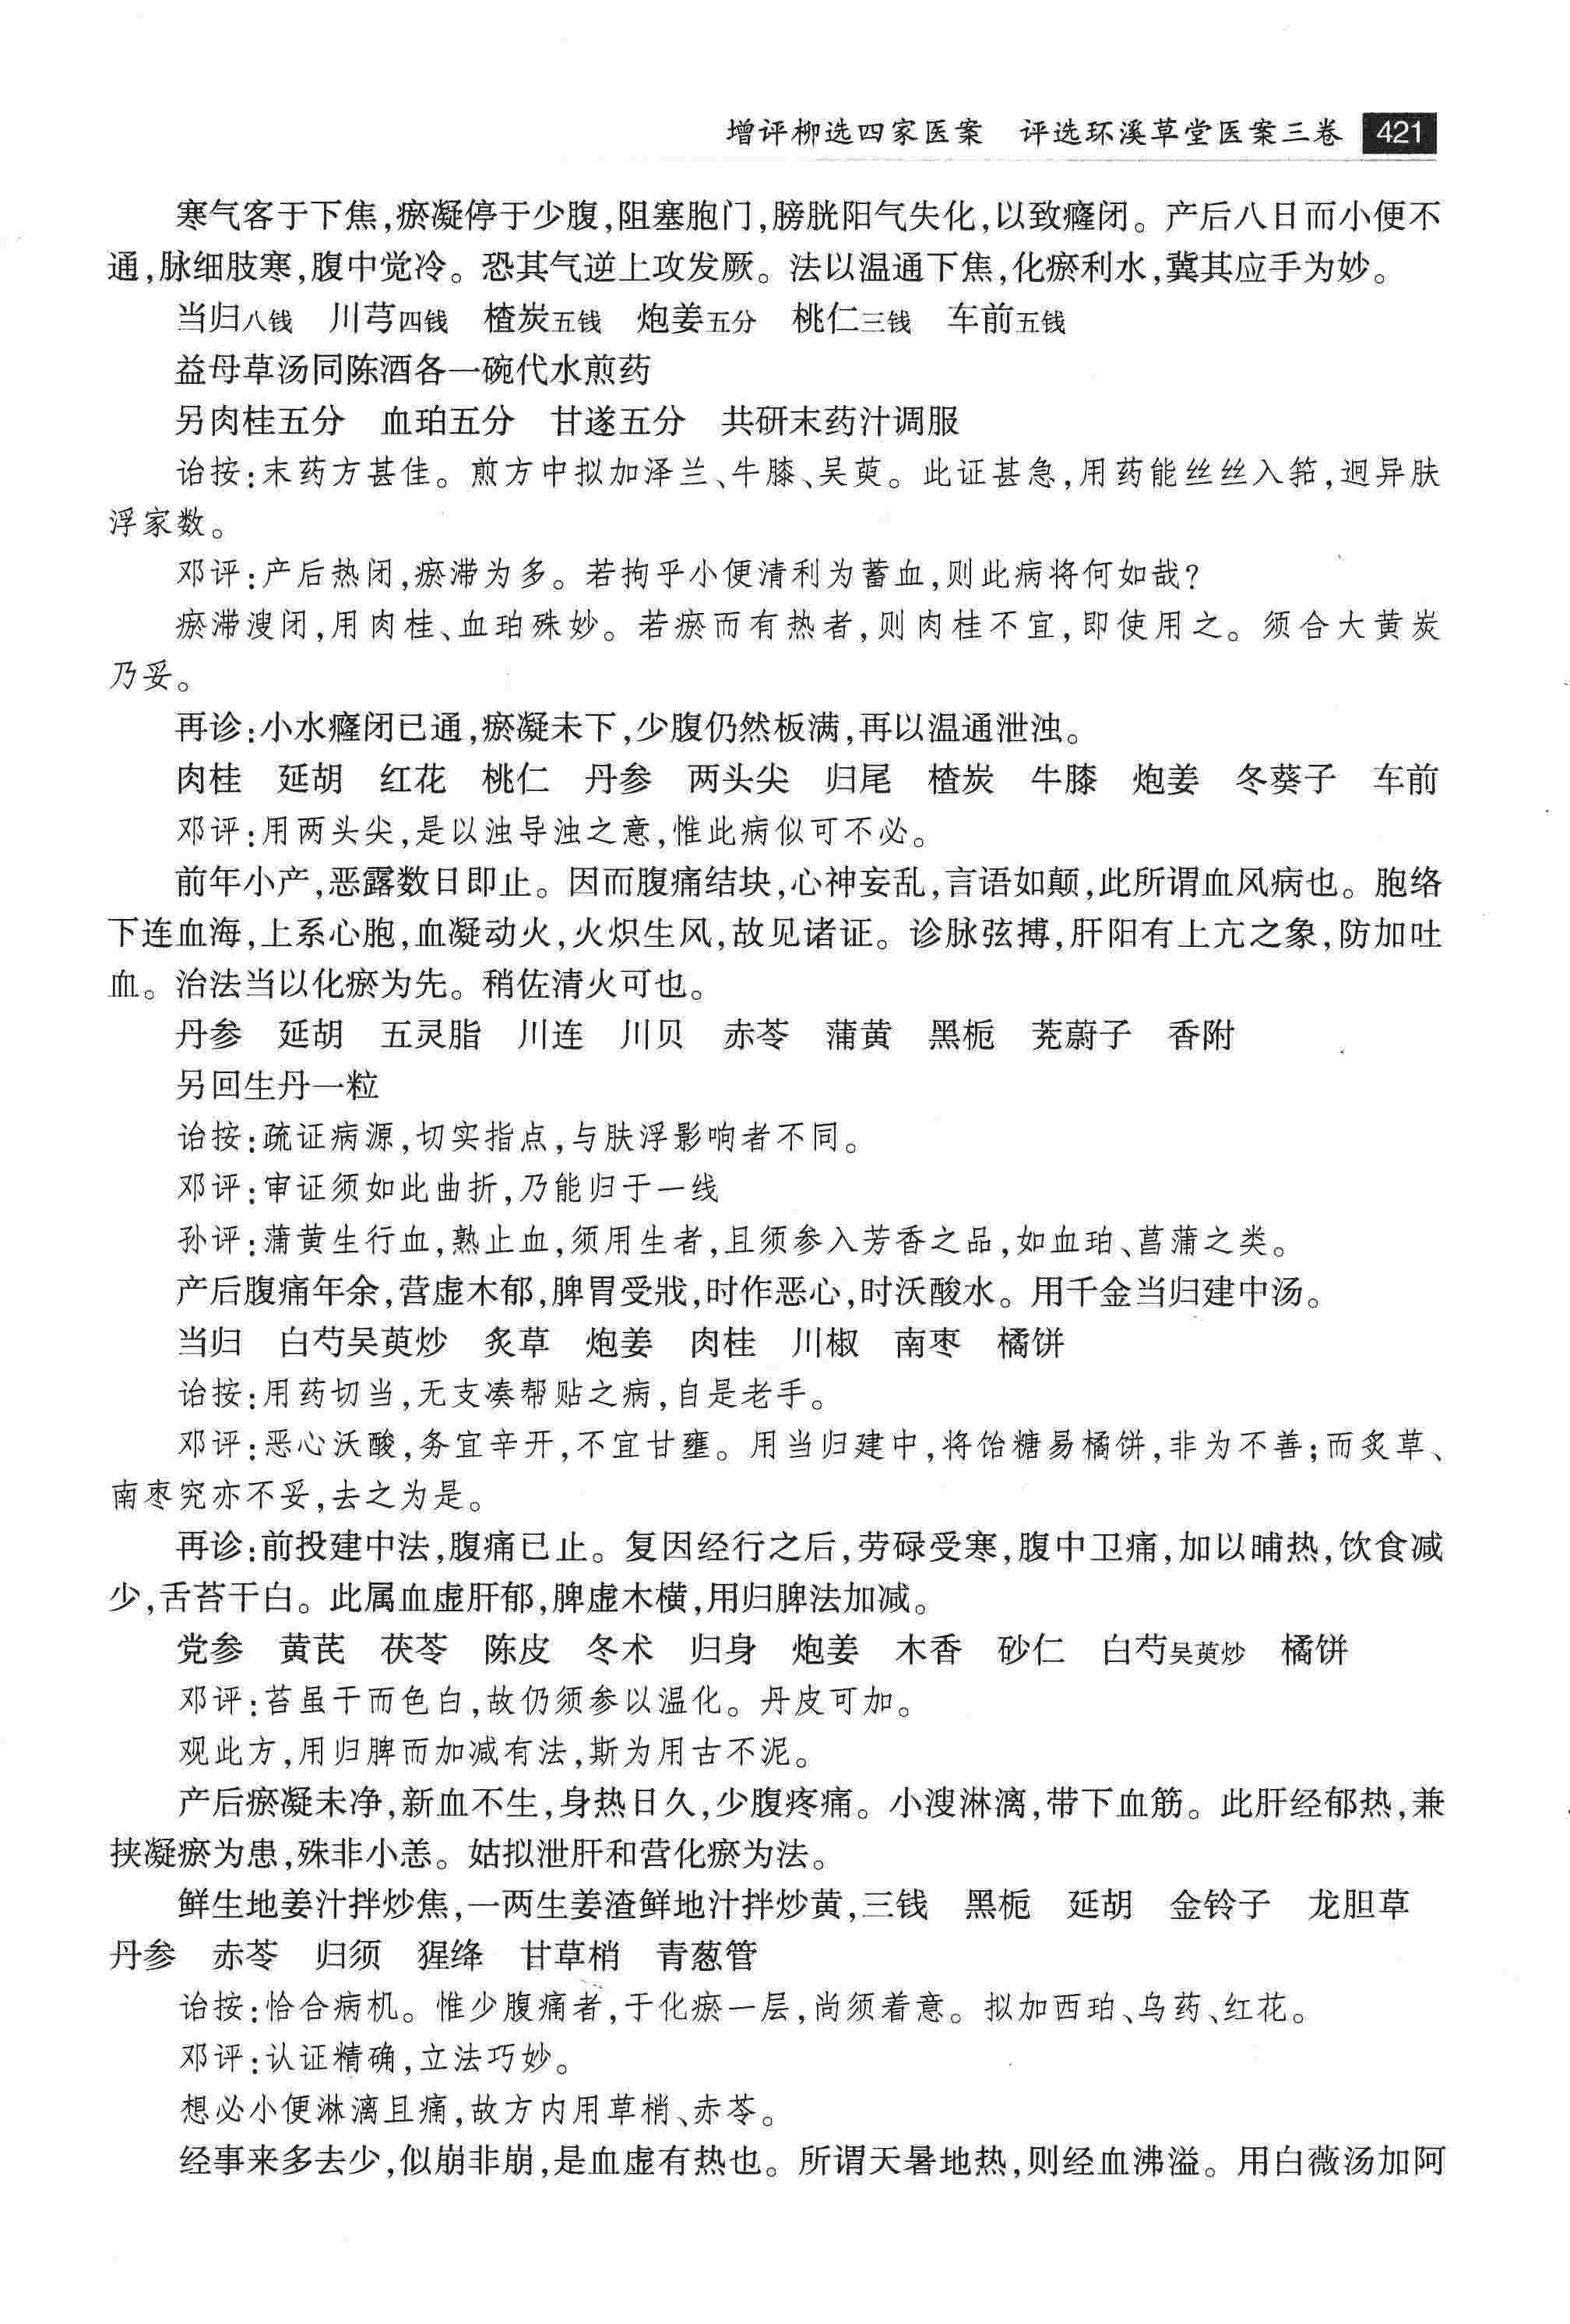 增评柳选四家医案　评选环溪草堂医案三卷 421
寒气客于下焦,瘀凝停于少腹,阻塞胞门,膀胱阳气失化,以致癃闭。产后八日而小便不
通,脉细肢寒,腹中觉冷。恐其气逆上攻发厥。法以温通下焦,化瘀利水,冀其应手为妙。
当归八钱　川芎四钱　楂炭五钱　炮姜五分　桃仁三钱　车前五钱
益母草汤同陈酒各一碗代水煎药
另肉桂五分　血珀五分　甘遂五分　共研末药汁调服
诒按:末药方甚佳。煎方中拟加泽兰、牛膝、吴萸。此证甚急,用药能丝丝入筘,迥异肤
浮家数。
邓评:产后热闭,瘀滞为多。若拘乎小便清利为蓄血,则此病将何如哉?
瘀滞溲闭,用肉桂、血珀殊妙。若瘀而有热者,则肉桂不宜,即使用之。须合大黄炭
乃妥。
再诊:小水癃闭已通,瘀凝未下,少腹仍然板满,再以温通泄浊。
肉桂　延胡　红花　桃仁　丹参　两头尖　归尾　楂炭　牛膝　炮姜　冬葵子　车前
邓评:用两头尖,是以浊导浊之意,惟此病似可不必。
前年小产,恶露数日即止。因而腹痛结块,心神妄乱,言语如颠,此所谓血风病也。胞络
下连血海,上系心胞,血凝动火,火炽生风,故见诸证。诊脉弦搏,肝阳有上亢之象,防加吐
血。治法当以化瘀为先。稍佐清火可也。
丹参　延胡　五灵脂　川连　川贝　赤苓　蒲黄　黑栀　茺蔚子　香附
另回生丹一粒
诒按:疏证病源,切实指点,与肤浮影响者不同。
邓评:审证须如此曲折,乃能归于一线
孙评:蒲黄生行血,熟止血,须用生者,且须参入芳香之品,如血珀、菖蒲之类。
产后腹痛年余,营虚木郁,脾胃受戕,时作恶心,时沃酸水。用千金当归建中汤。
当归　白芍吴萸炒　炙草　炮姜　肉桂　川椒　南枣　橘饼
诒按:用药切当,无支凑帮贴之病,自是老手。
邓评:恶心沃酸,务宜辛开,不宜甘壅。用当归建中,将饴糖易橘饼,非为不善;而炙草、
南枣究亦不妥,去之为是。
再诊:前投建中法,腹痛已止。复因经行之后,劳碌受寒,腹中卫痛,加以晡热,饮食减
少,舌苔干白。此属血虚肝郁,脾虚木横,用归脾法加减。
党参　黄芪　茯苓　陈皮　冬术　归身　炮姜　木香　砂仁　白芍吴萸炒　橘饼
邓评:苔虽干而色白,故仍须参以温化。丹皮可加。
观此方,用归脾而加减有法,斯为用古不泥。
产后瘀凝未净,新血不生,身热日久,少腹疼痛。小溲淋漓,带下血筋。此肝经郁热,兼
挟凝瘀为患,殊非小恙。姑拟泄肝和营化瘀为法。
鲜生地姜汁拌炒焦,一两生姜渣鲜地汁拌炒黄,三钱　黑栀　延胡　金铃子　龙胆草
丹参　赤苓　归须　猩绛　甘草梢　青葱管
诒按:恰合病机。惟少腹痛者,于化瘀一层,尚须着意。拟加西珀、乌药、红花。
邓评:认证精确,立法巧妙。
想必小便淋漓且痛,故方内用草梢、赤苓。
经事来多去少,似崩非崩,是血虚有热也。所谓天暑地热,则经血沸溢。用白薇汤加阿